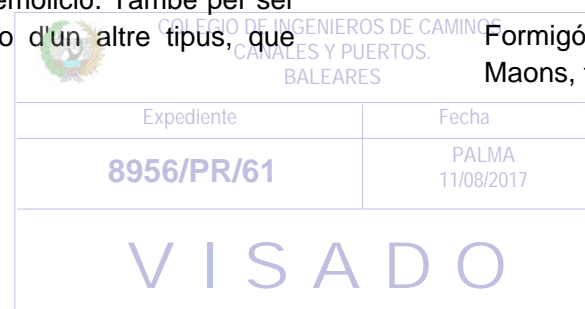 emolició. També per ser
o d'un altre tipus, que
Formigó
Maons,
COLEGIO DE INGENIEROS DE CAMINOS
CANALES Y PUERTOS.
BALEARES
Expediente
Fecha
8956/PR/61
PALMA
11/08/2017
VISADO